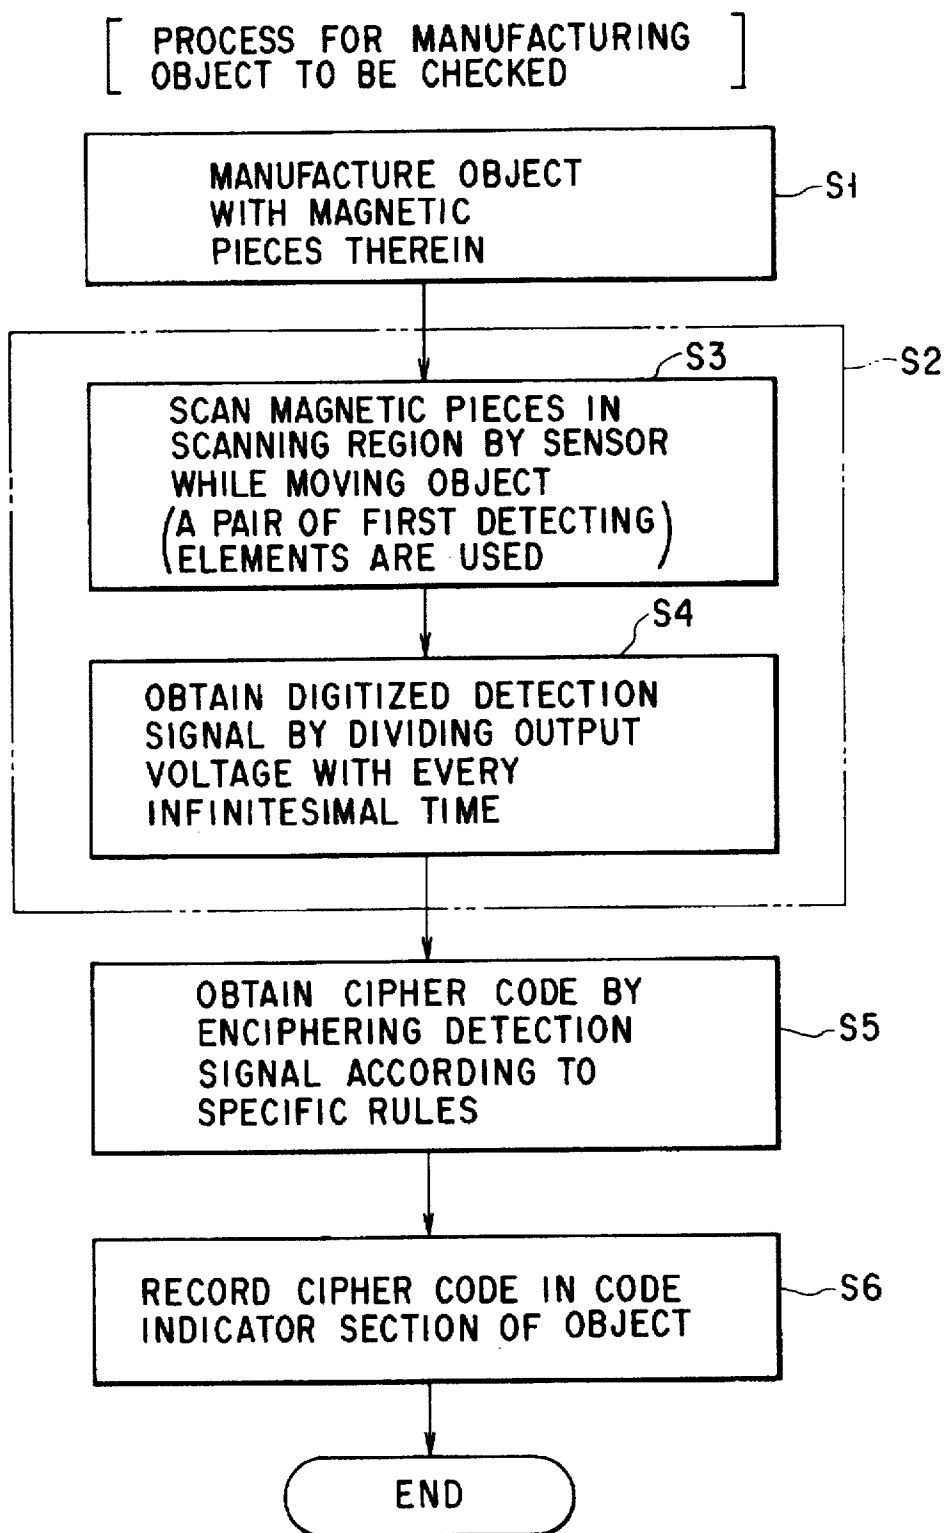 [ PROCESS FOR MANUFACTURING
OBJECT TO BE CHECKED ]
MANUFACTURE OBJECT
WITH MAGNETIC
PIECES THEREIN
S1
S2
S3
SCAN MAGNETIC PIECES IN
SCANNING REGION BY SENSOR
WHILE MOVING OBJECT
(A PAIR OF FIRST DETECTING
ELEMENTS ARE USED)
S4
OBTAIN DIGITIZED DETECTION
SIGNAL BY DIVIDING OUTPUT
VOLTAGE WITH EVERY
INFINITESIMAL TIME
OBTAIN CIPHER CODE BY
ENCIPHERING DETECTION
SIGNAL ACCORDING TO
SPECIFIC RULES
S5
RECORD CIPHER CODE IN CODE
INDICATOR SECTION OF OBJECT
S6
END